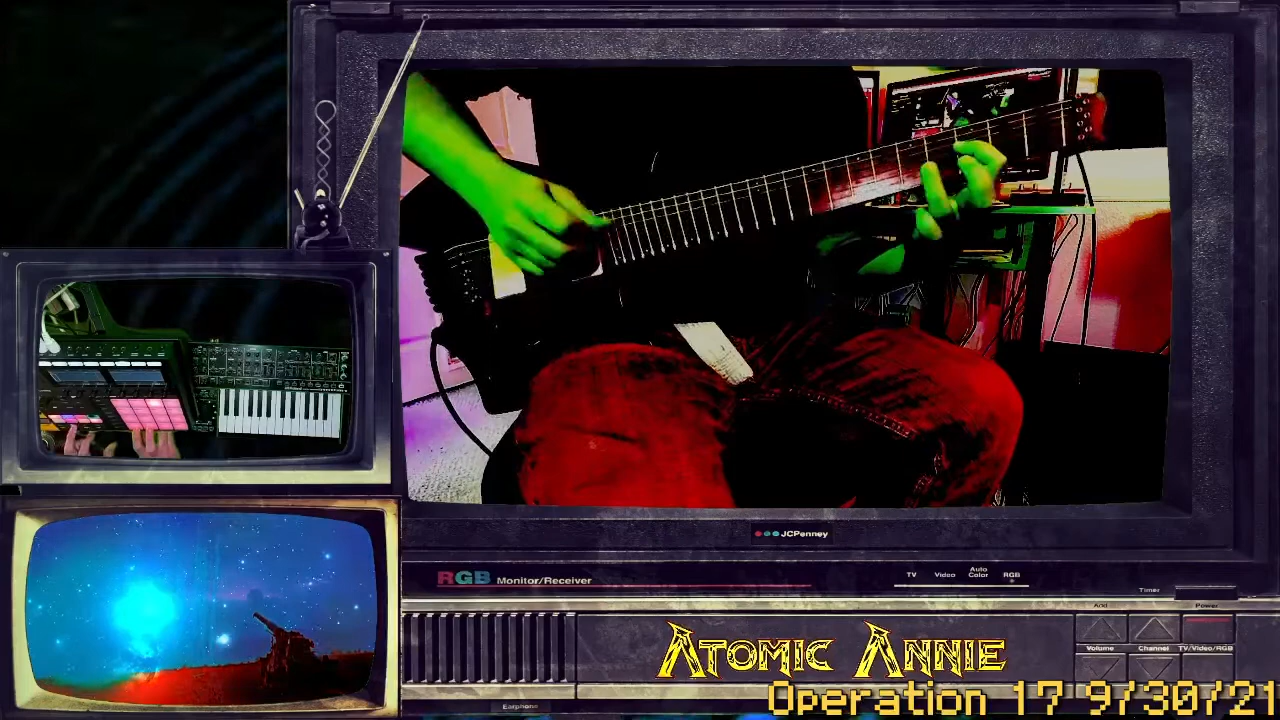 JCPenney
RGB Monitor/Receiver
TV Video Auto Color RGB
Timer
Add Power
Volume Channel TV/Video/RGB
Atomic Annie
Operation 17 9/30/21
Earphone